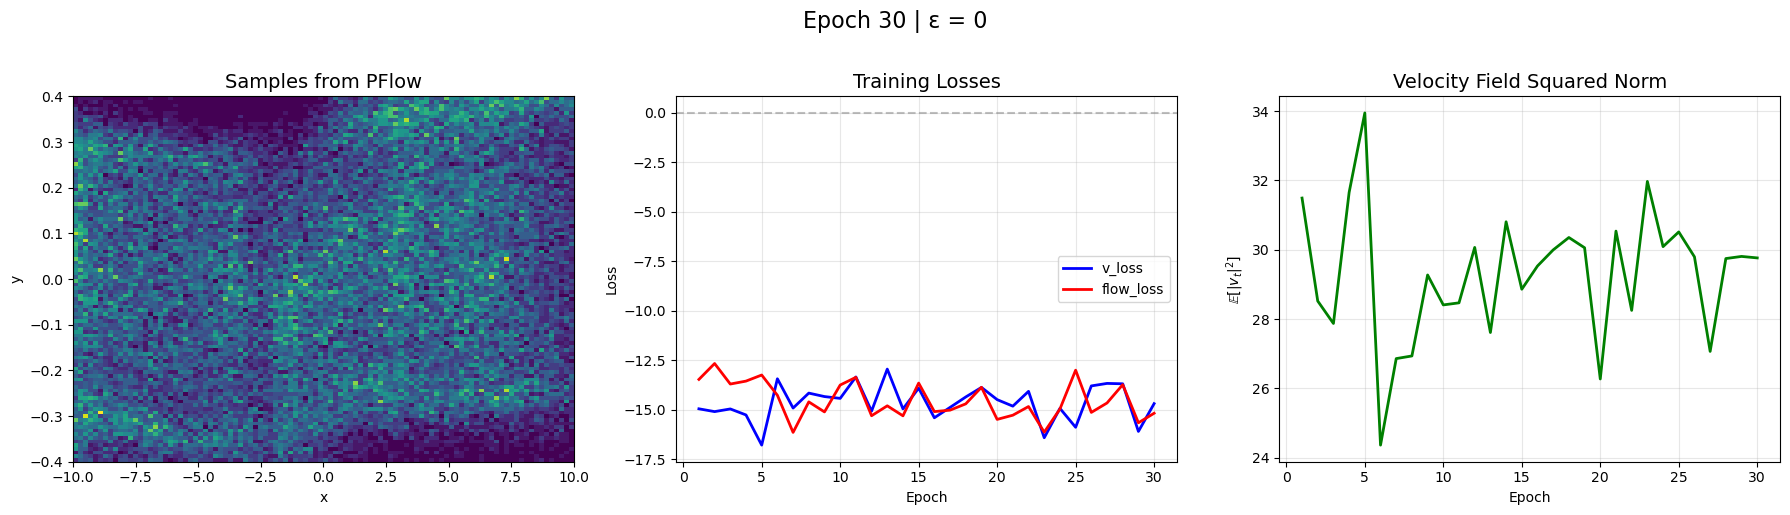 Epoch 30 | ε = 0
Samples from PFlow
0.4
0.3
0.2
0.1
0.0
−0.1
−0.2
−0.3
−0.4
y
−10.0 −7.5 −5.0 −2.5 0.0 2.5 5.0 7.5 10.0
x
Training Losses
0.0
−2.5
−5.0
−7.5
−10.0
−12.5
−15.0
−17.5
Loss
v_loss
flow_loss
0 5 10 15 20 25 30
Epoch
Velocity Field Squared Norm
34
32
30
28
26
24
𝔼[|v_t|²]
0 5 10 15 20 25 30
Epoch